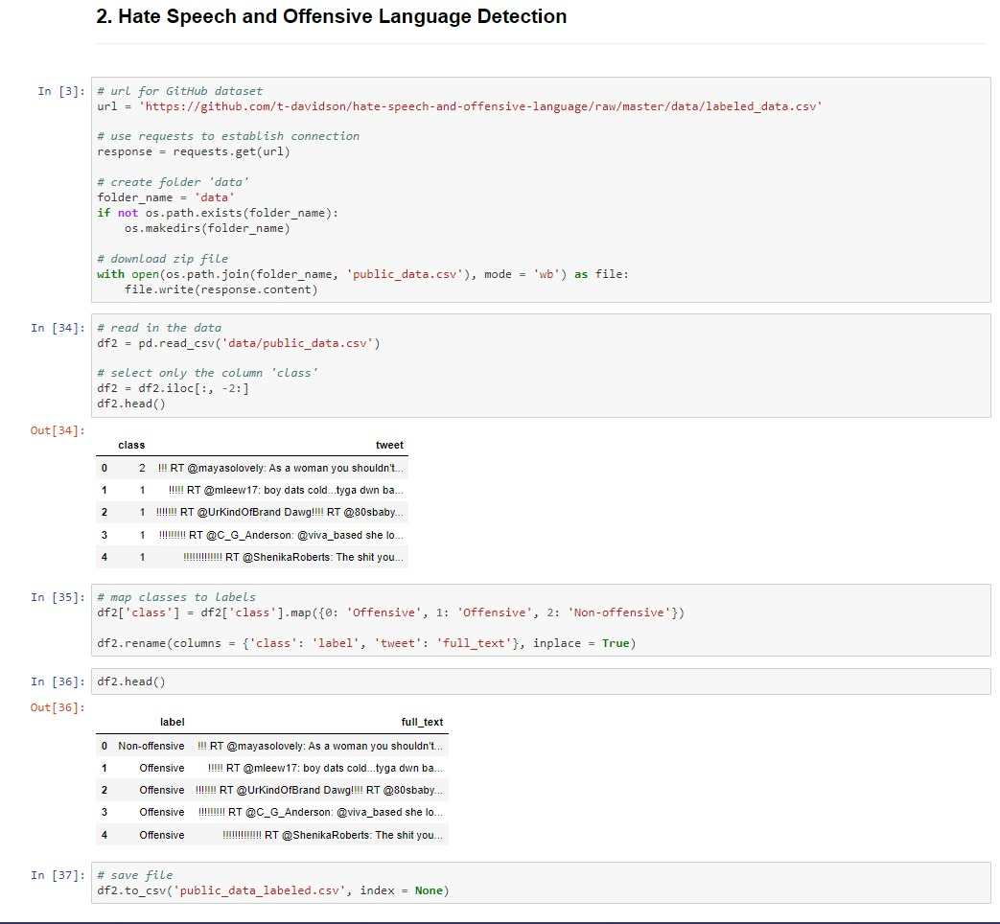 2. Hate Speech and Offensive Language Detection
In [3]: # url for GitHub dataset
url = 'https://github.com/t-davidson/hate-speech-and-offensive-language/raw/master/data/labeled_data.csv'
# use requests to establish connection
response = requests.get(url)
# create folder 'data'
folder_name = 'data'
if not os.path.exists(folder_name):
    os.makedirs(folder_name)
# download zip file
with open(os.path.join(folder_name, 'public_data.csv'), mode = 'wb') as file:
    file.write(response.content)
In [34]: # read in the data
df2 = pd.read_csv('data/public_data.csv')
# select only the column 'class'
df2 = df2.iloc[:, -2:]
df2.head()
Out[34]:
class tweet
0 2 !!! RT @mayasolovely: As a woman you shouldn't...
1 1 !!!!! RT @mleew17: boy dats cold...tyga dwn ba...
2 1 !!!!!!! RT @UrKindOfBrand Dawg!!!! RT @80sbaby...
3 1 !!!!!!!!! RT @C_G_Anderson: @viva_based she lo...
4 1 !!!!!!!!!!!!! RT @ShenikaRoberts: The shit you...
In [35]: # map classes to labels
df2['class'] = df2['class'].map({0: 'Offensive', 1: 'Offensive', 2: 'Non-offensive'})
df2.rename(columns = {'class': 'label', 'tweet': 'full_text'}, inplace = True)
In [36]: df2.head()
Out[36]:
label full_text
0 Non-offensive !!! RT @mayasolovely: As a woman you shouldn't...
1 Offensive !!!!! RT @mleew17: boy dats cold...tyga dwn ba...
2 Offensive !!!!!!! RT @UrKindOfBrand Dawg!!!! RT @80sbaby...
3 Offensive !!!!!!!!! RT @C_G_Anderson: @viva_based she lo...
4 Offensive !!!!!!!!!!!!! RT @ShenikaRoberts: The shit you...
In [37]: # save file
df2.to_csv('public_data_labeled.csv', index = None)